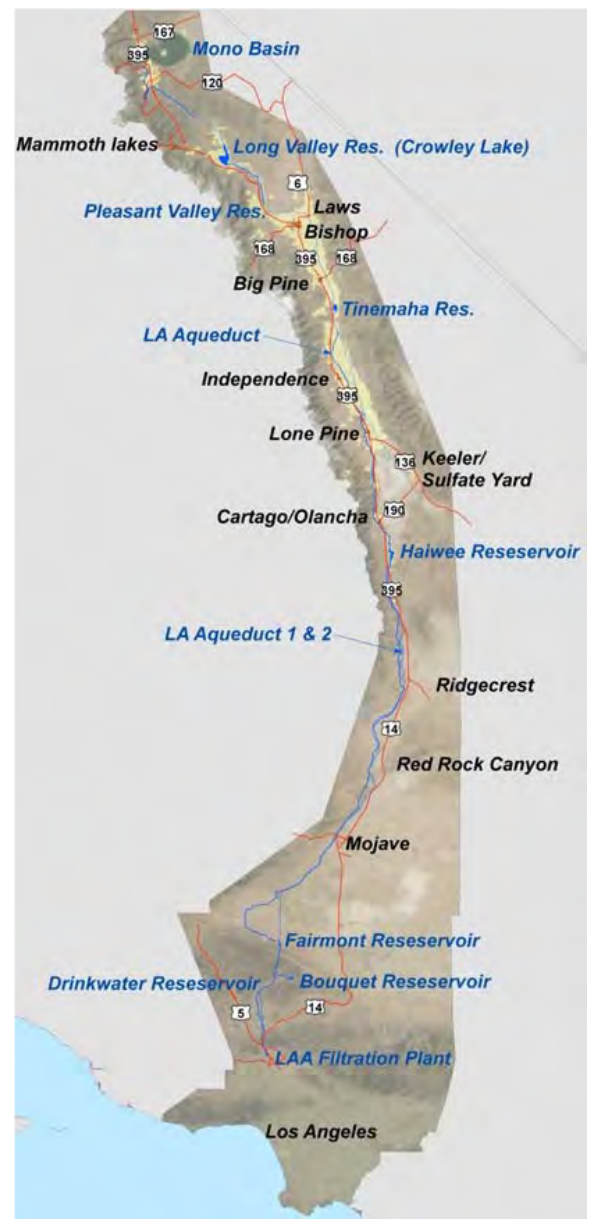 167
395
Mono Basin
120
Mammoth lakes
Long Valley Res. (Crowley Lake)
6
Pleasant Valley Res.
Laws
Bishop
168
395
168
Big Pine
Tinemaha Res.
LA Aqueduct
Independence
395
Lone Pine
136
Keeler/
Sulfate Yard
190
Cartago/Olancha
Haiwee Reseservoir
395
LA Aqueduct 1 & 2
Ridgecrest
14
Red Rock Canyon
Mojave
Fairmont Reseservoir
Drinkwater Reseservoir
Bouquet Reseservoir
5
14
LAA Filtration Plant
Los Angeles